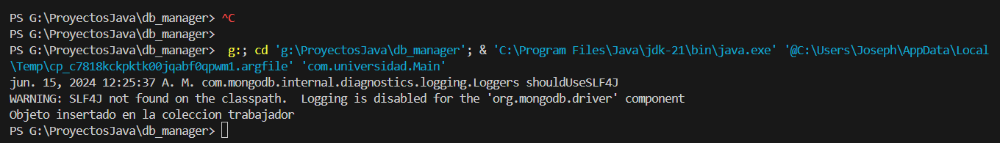 PS G:\ProyectosJava\db_manager> ^C
PS G:\ProyectosJava\db_manager>
PS G:\ProyectosJava\db_manager>  g:; cd 'g:\ProyectosJava\db_manager'; & 'C:\Program Files\Java\jdk-21\bin\java.exe' '@C:\Users\Joseph\AppData\Local
\Temp\cp_c7818kckpktk00jqabf0qpwm1.argfile' 'com.universidad.Main'
jun. 15, 2024 12:25:37 A. M. com.mongodb.internal.diagnostics.logging.Loggers shouldUseSLF4J
WARNING: SLF4J not found on the classpath.  Logging is disabled for the 'org.mongodb.driver' component
Objeto insertado en la coleccion trabajador
PS G:\ProyectosJava\db_manager>